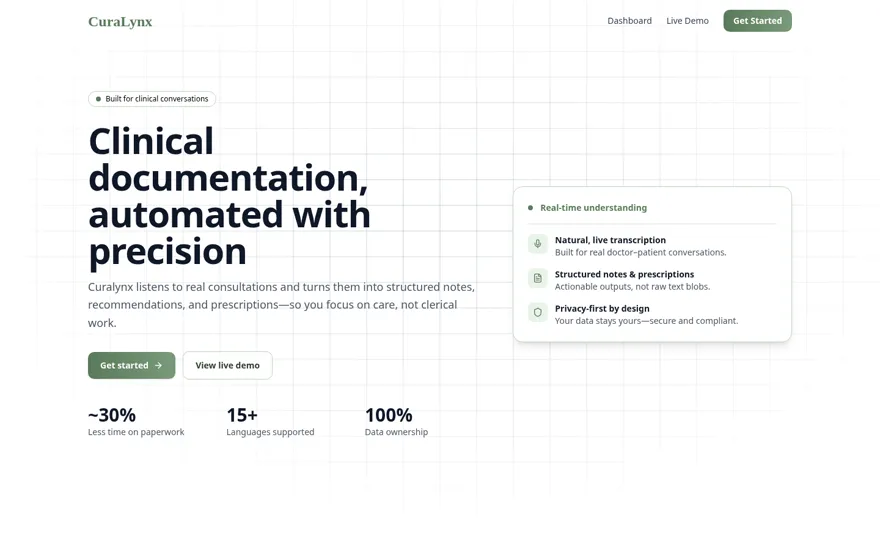 CuraLynx
Dashboard
Live Demo
Get Started
Built for clinical conversations
Clinical
documentation,
automated with
precision
Curalynx listens to real consultations and turns them into structured notes,
recommendations, and prescriptions—so you focus on care, not clerical
work.
Get started →
View live demo
~30%
Less time on paperwork
15+
Languages supported
100%
Data ownership
Real-time understanding
Natural, live transcription
Built for real doctor–patient conversations.
Structured notes & prescriptions
Actionable outputs, not raw text blobs.
Privacy-first by design
Your data stays yours—secure and compliant.